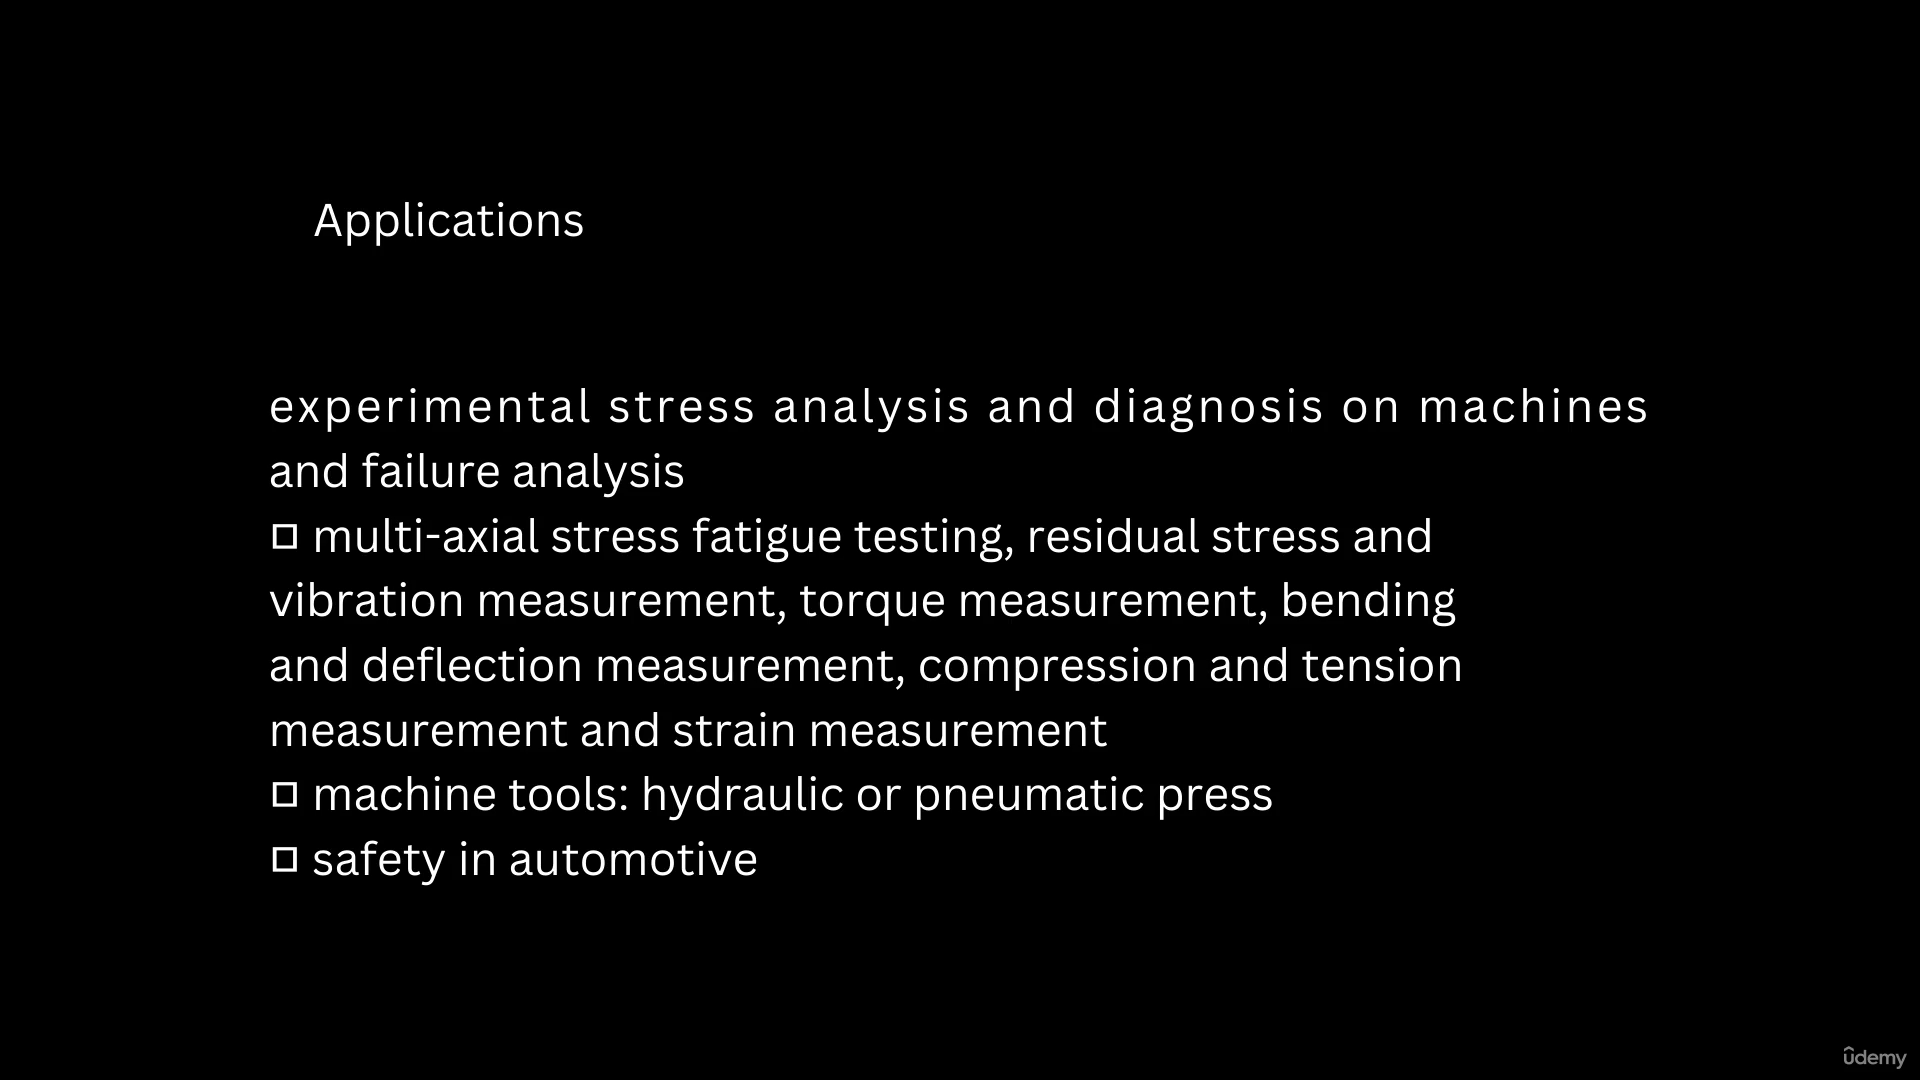 Applications
experimental stress analysis and diagnosis on machines
and failure analysis
□ multi-axial stress fatigue testing, residual stress and
vibration measurement, torque measurement, bending
and deflection measurement, compression and tension
measurement and strain measurement
□ machine tools: hydraulic or pneumatic press
□ safety in automotive
ûdemy